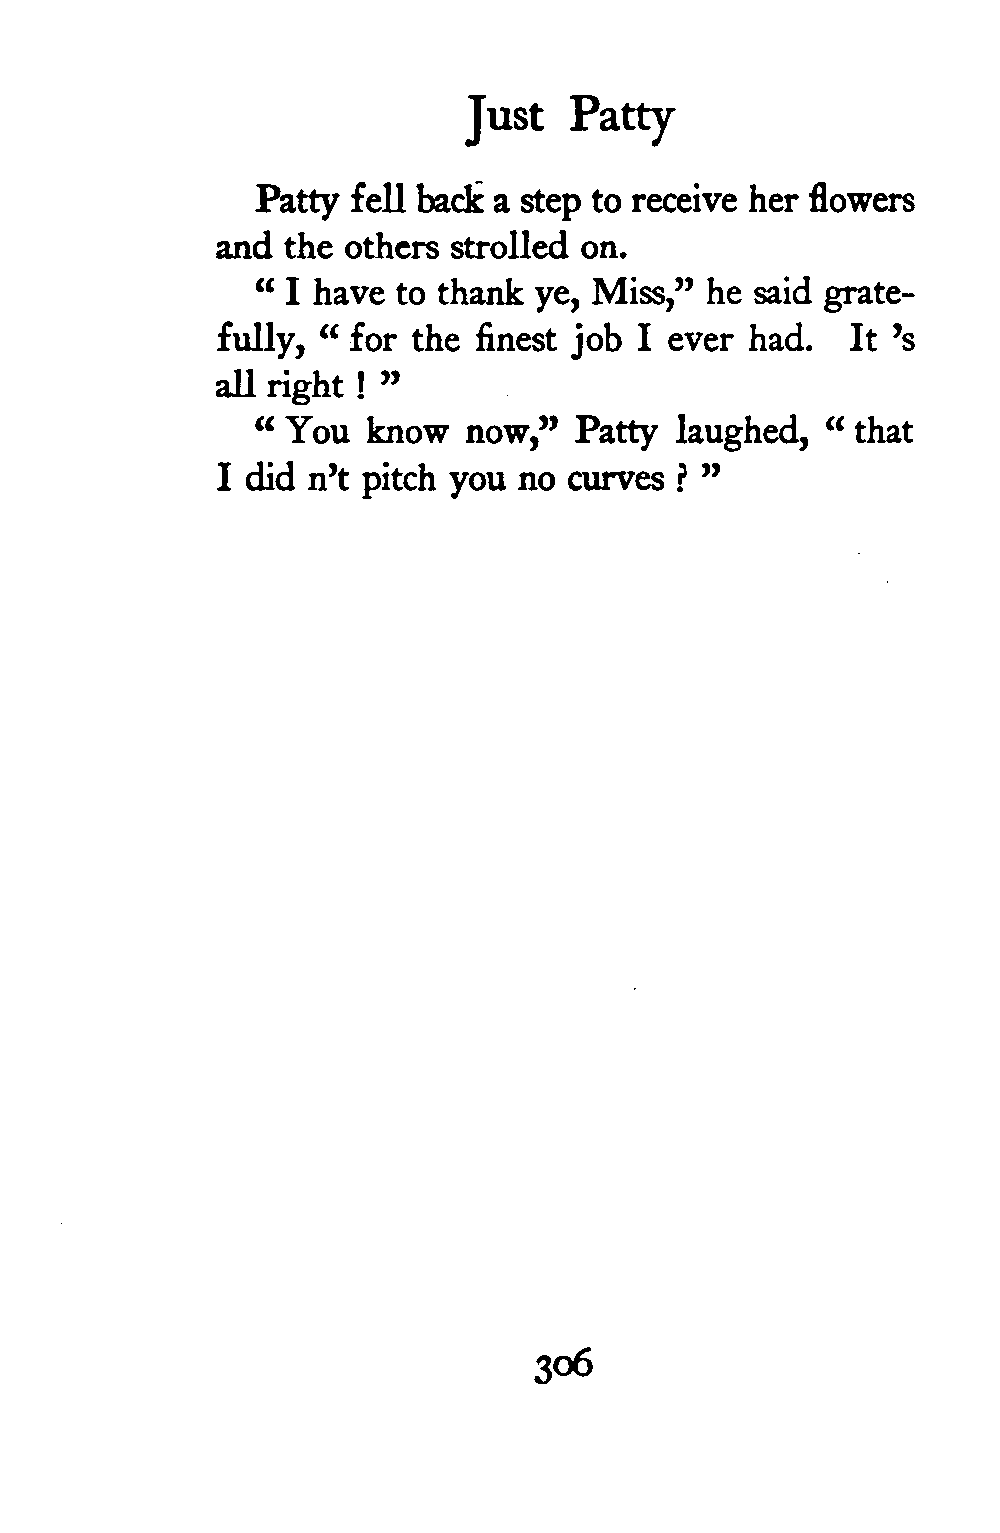 Just Patty
Patty fell back a step to receive her flowers
and the others strolled on.
“ I have to thank ye, Miss,” he said grate-
fully, “ for the finest job I ever had. It ’s
all right ! ”
“ You know now,” Patty laughed, “ that
I did n’t pitch you no curves ? ”
306